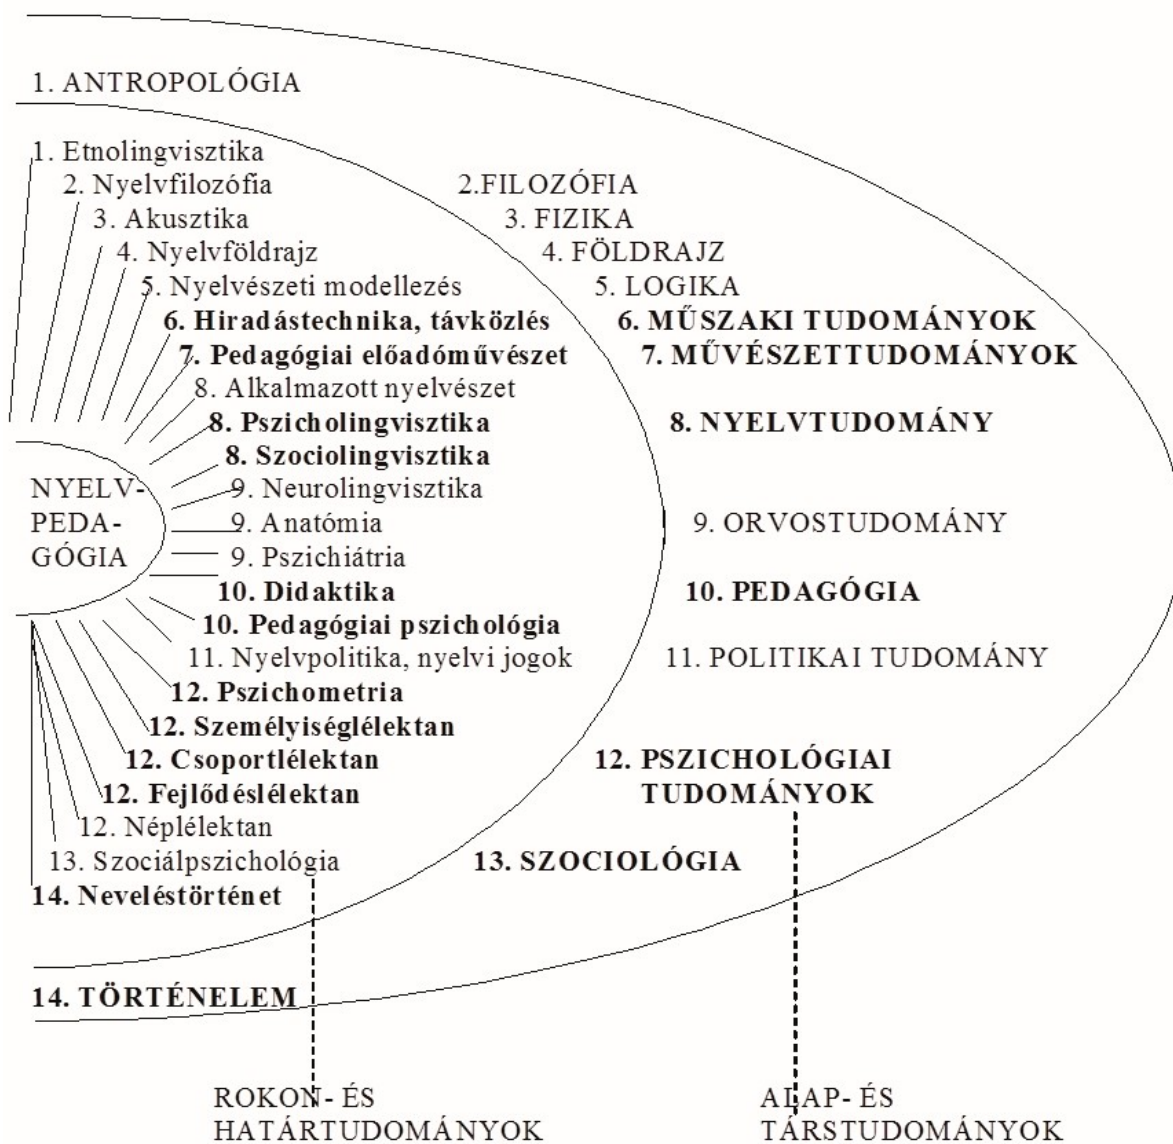 1. ANTROPOLÓGIA
1. Etnolingvisztika
2. Nyelvfilozófia
2.FILOZÓFIA
3. Akusztika
3. FIZIKA
4. Nyelvföldrajz
4. FÖLDRAJZ
5. Nyelvészeti modellezés
5. LOGIKA
6. Hiradástechnika, távközlés
6. MŰSZAKI TUDOMÁNYOK
7. Pedagógiai előadóművészet
7. MŰVÉSZETTUDOMÁNYOK
8. Alkalmazott nyelvészet
8. Pszicholingvisztika
8. NYELVTUDOMÁNY
8. Szociolingvisztika
NYELV-
PEDA-
GÓGIA
9. Neurolingvisztika
9. Anatómia
9. ORVOSTUDOMÁNY
9. Pszichiátria
10. Didaktika
10. PEDAGÓGIA
10. Pedagógiai pszichológia
11. Nyelvpolitika, nyelvi jogok
11. POLITIKAI TUDOMÁNY
12. Pszichometria
12. Személyiséglélektan
12. Csoportlélektan
12. PSZICHOLÓGIAI
TUDOMÁNYOK
12. Fejlődéslélektan
12. Néplélektan
13. Szociálpszichológia
13. SZOCIOLÓGIA
14. Neveléstörténet
14. TÖRTÉNELEM
ROKON- ÉS
HATÁRTUDOMÁNYOK
ALAP- ÉS
TÁRSTUDOMÁNYOK